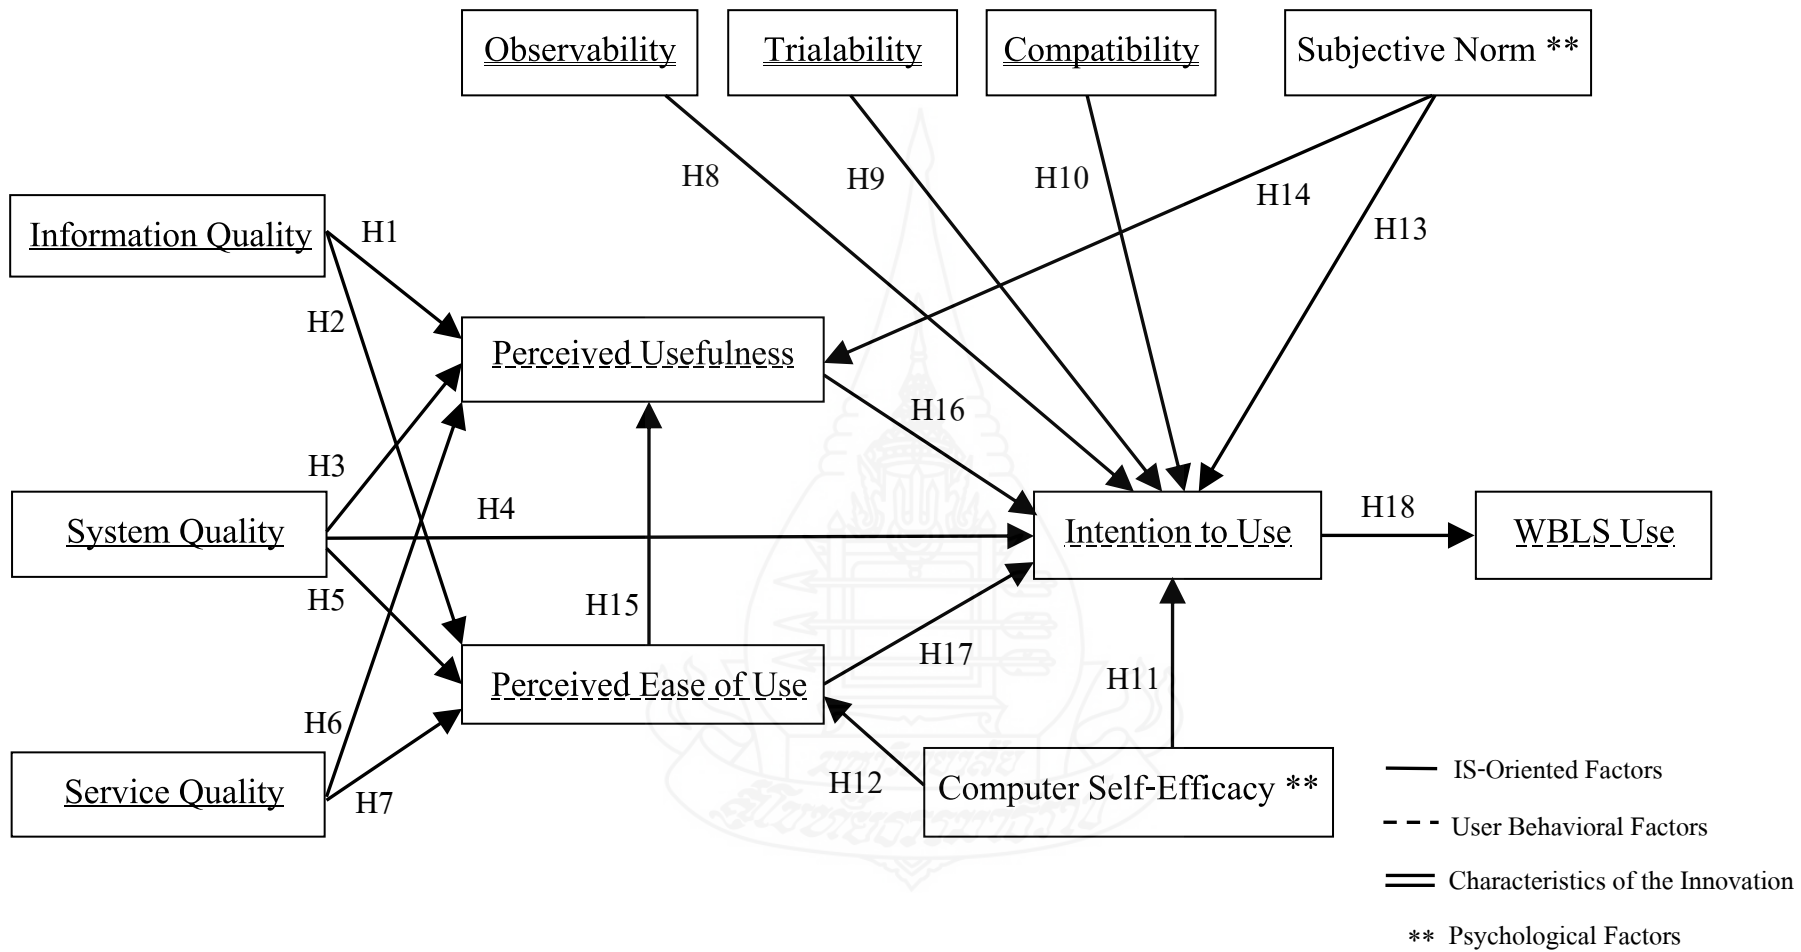 Observability
Trialability
Compatibility
Subjective Norm **
H8
H9
H10
H14
H13
Information Quality
H1
H2
Perceived Usefulness
H16
H3
H4
System Quality
Intention to Use
H18
WBLS Use
H5
H15
H17
H11
Perceived Ease of Use
H6
H7
Service Quality
H12
Computer Self-Efficacy **
IS-Oriented Factors
User Behavioral Factors
Characteristics of the Innovation
** Psychological Factors